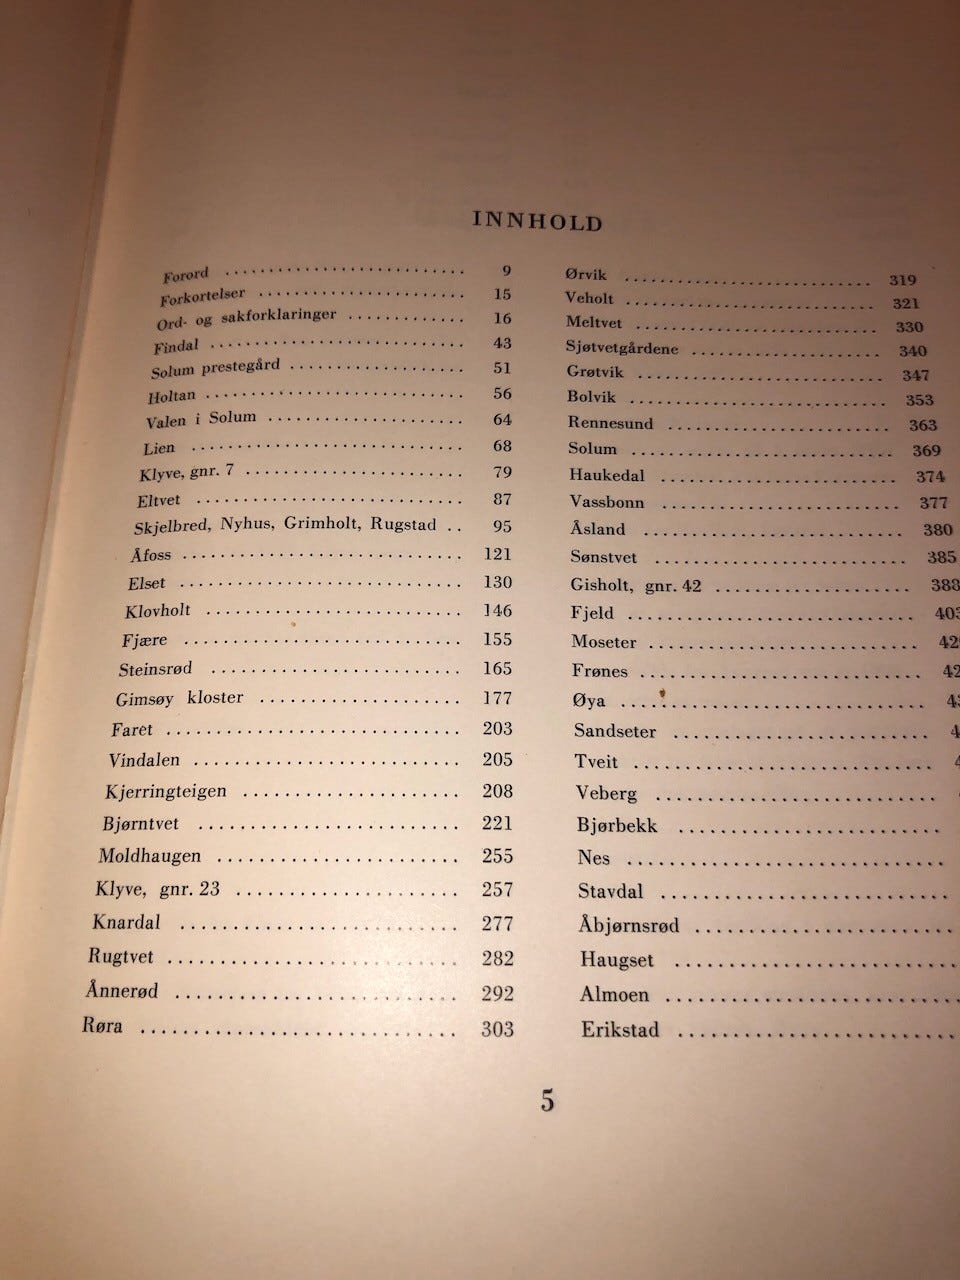 INNHOLD
Forord ........................... 9
Forkortelser ....................... 15
Ord- og sakforklaringer ............. 16
Findal ............................ 43
Solum prestegård ................... 51
Holtan ............................ 56
Valen i Solum ...................... 64
Lien .............................. 68
Klyve, gnr. 7 ....................... 79
Eltvet ............................. 87
Skjelbred, Nyhus, Grimholt, Rugstad .. 95
Åfoss ............................. 121
Elset ............................. 130
Klovholt .......................... 146
Fjære ............................. 155
Steinsrød ......................... 165
Gimsøy kloster ..................... 177
Faret ............................. 203
Vindalen .......................... 205
Kjerringteigen ..................... 208
Bjørntvet .......................... 221
Moldhaugen ........................ 255
Klyve, gnr. 23 ...................... 257
Knardal ........................... 277
Rugtvet ........................... 282
Ånnerød ........................... 292
Røra .............................. 303
Ørvik ............................. 319
Veholt ............................ 321
Meltvet ........................... 330
Sjøtvetgårdene ..................... 340
Grøtvik ........................... 347
Bolvik ............................ 353
Rennesund ......................... 363
Solum ............................. 369
Haukedal .......................... 374
Vassbonn .......................... 377
Åsland ............................ 380
Sønstvet .......................... 385
Gisholt, gnr. 42 .................... 388
Fjeld ............................. 403
Moseter ...........................
Frønes ............................
Øya ...............................
Sandseter .........................
Tveit .............................
Veberg ............................
Bjørbekk ..........................
Nes ...............................
Stavdal ...........................
Åbjørnsrød ........................
Haugset ...........................
Almoen ............................
Erikstad ..........................
5